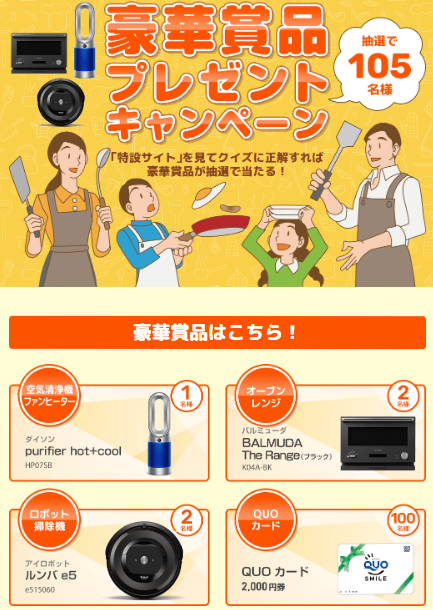 豪華賞品
プレゼント
キャンペーン
抽選で
105
名様
「特設サイト」を見てクイズに正解すれば
豪華賞品が抽選で当たる！
豪華賞品はこちら！
空気清浄機
ファンヒーター
1
名様
ダイソン
purifier hot+cool
HP07SB
オーブン
レンジ
2
名様
バルミューダ
BALMUDA
The Range（ブラック）
K04A-BK
ロボット
掃除機
2
名様
アイロボット
ルンバ e5
e515060
QUO
カード
100
名様
QUO カード
2,000円券
QUO
SMILE